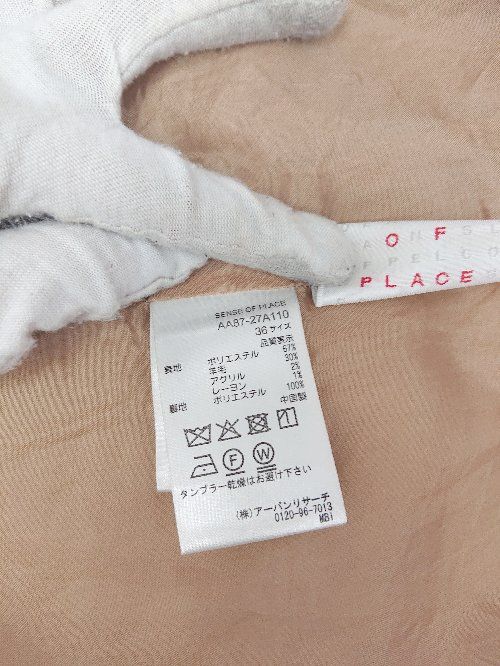 O F
PLACE
SENSE OF PLACE
AA87-27A110
36サイズ
品質表示
表地 ポリエステル 67%
羊毛 30%
アクリル 2%
レーヨン 1%
裏地 ポリエステル 100%
中国製
F W
タンブラー乾燥はお避け下さい
(株)アーバンリサーチ
0120-96-7013
MB1